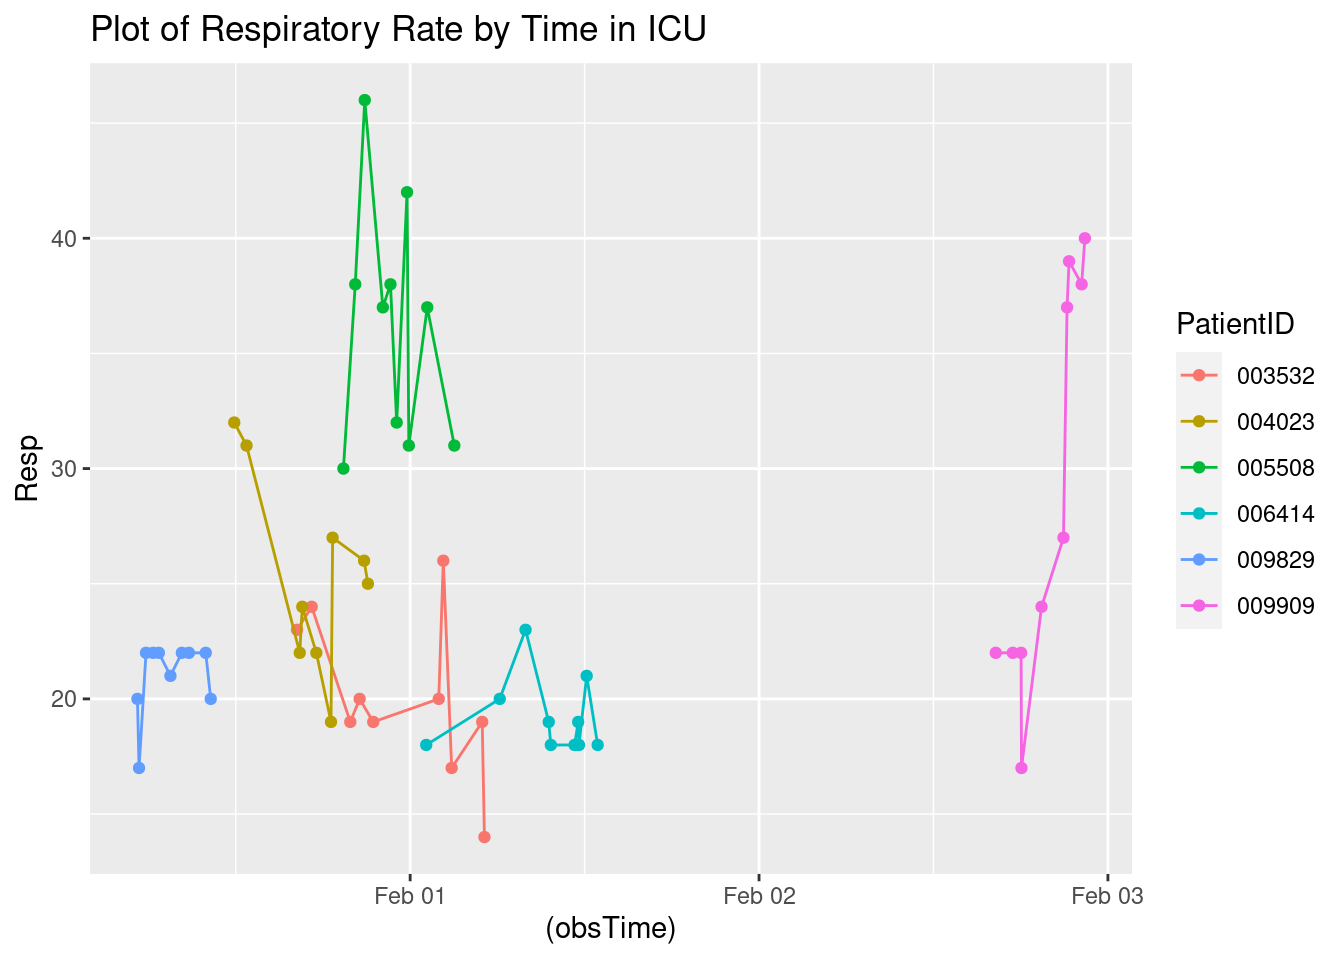 Plot of Respiratory Rate by Time in ICU
Resp
40
30
20
Feb 01
Feb 02
Feb 03
(obsTime)
PatientID
003532
004023
005508
006414
009829
009909